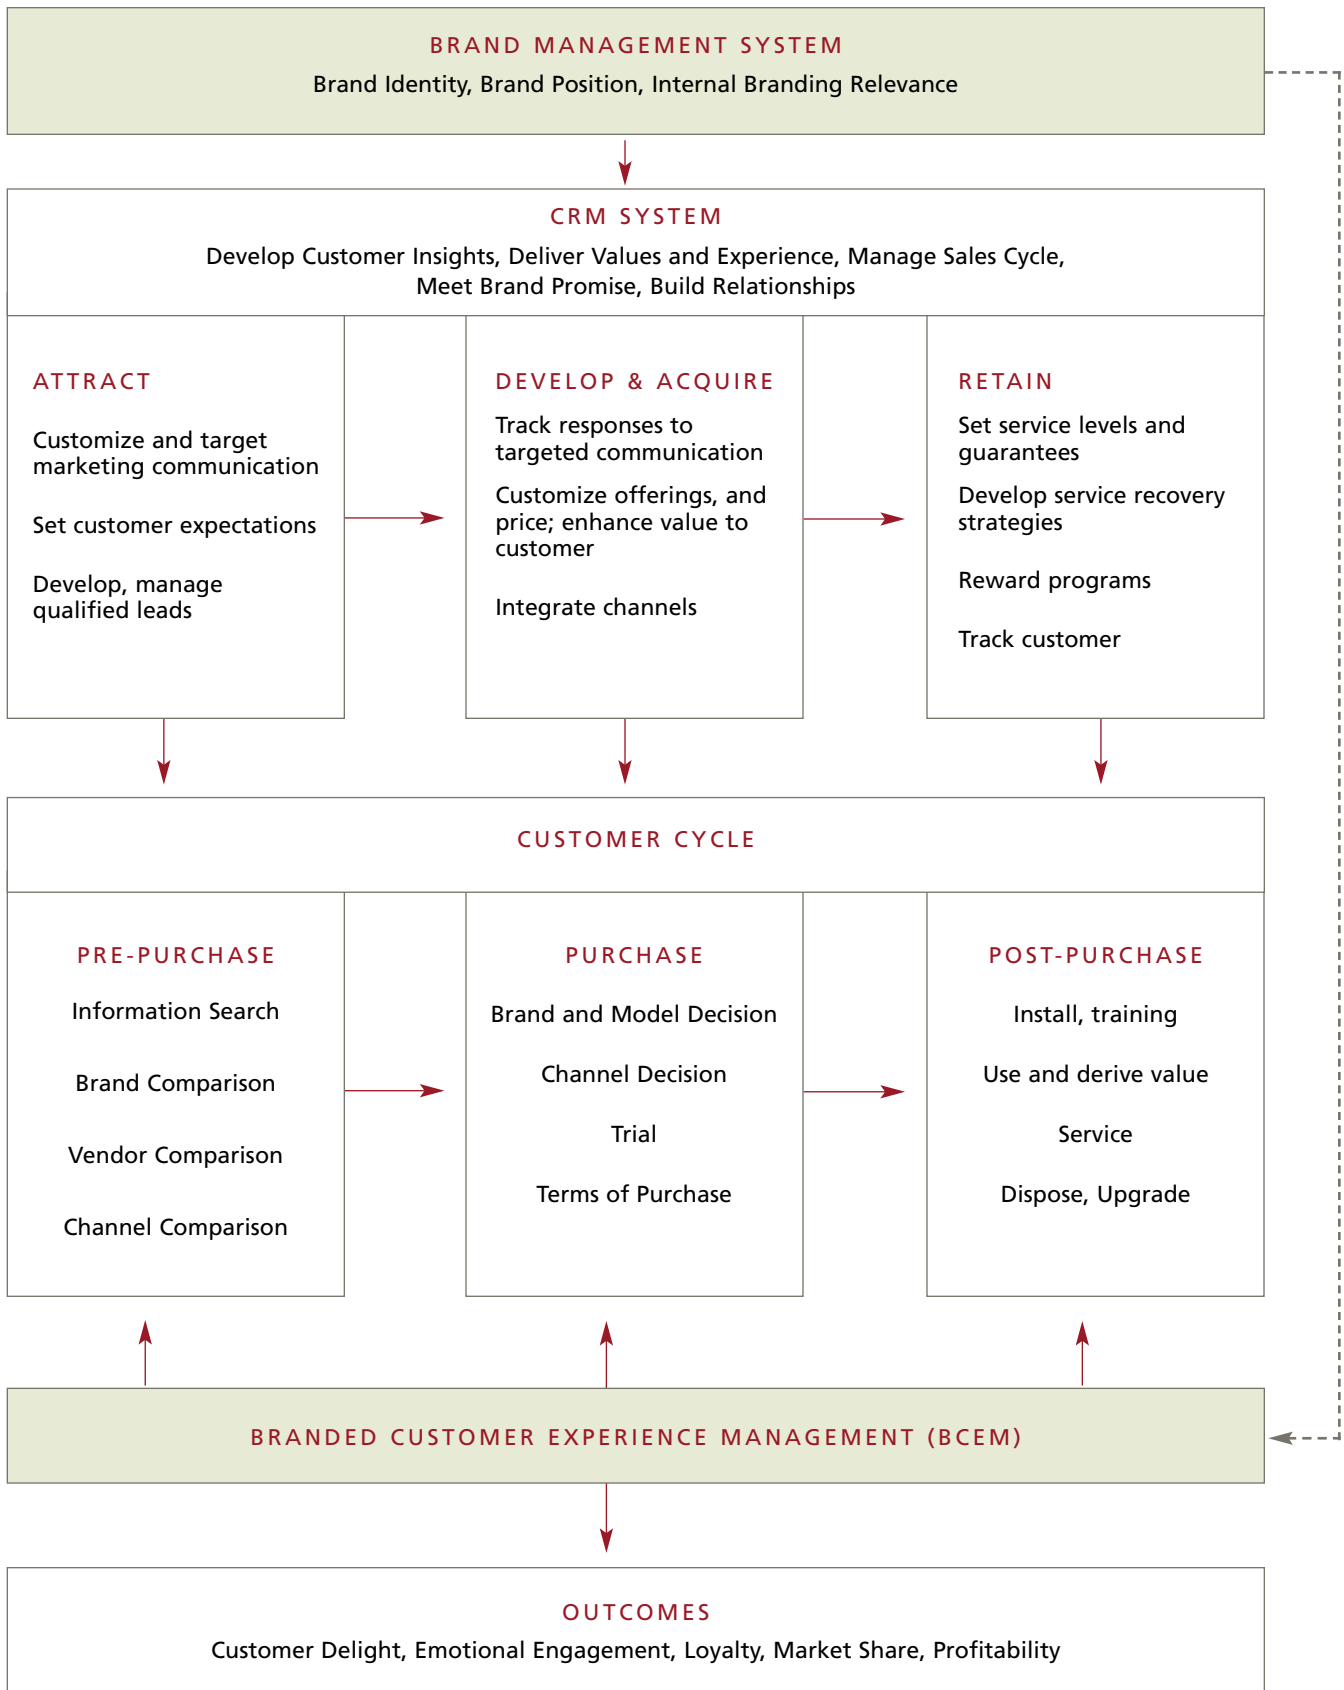 BRAND MANAGEMENT SYSTEM
Brand Identity, Brand Position, Internal Branding Relevance
CRM SYSTEM
Develop Customer Insights, Deliver Values and Experience, Manage Sales Cycle,
Meet Brand Promise, Build Relationships
ATTRACT
Customize and target
marketing communication
Set customer expectations
Develop, manage
qualified leads
DEVELOP & ACQUIRE
Track responses to
targeted communication
Customize offerings, and
price; enhance value to
customer
Integrate channels
RETAIN
Set service levels and
guarantees
Develop service recovery
strategies
Reward programs
Track customer
CUSTOMER CYCLE
PRE-PURCHASE
Information Search
Brand Comparison
Vendor Comparison
Channel Comparison
PURCHASE
Brand and Model Decision
Channel Decision
Trial
Terms of Purchase
POST-PURCHASE
Install, training
Use and derive value
Service
Dispose, Upgrade
BRANDED CUSTOMER EXPERIENCE MANAGEMENT (BCEM)
OUTCOMES
Customer Delight, Emotional Engagement, Loyalty, Market Share, Profitability